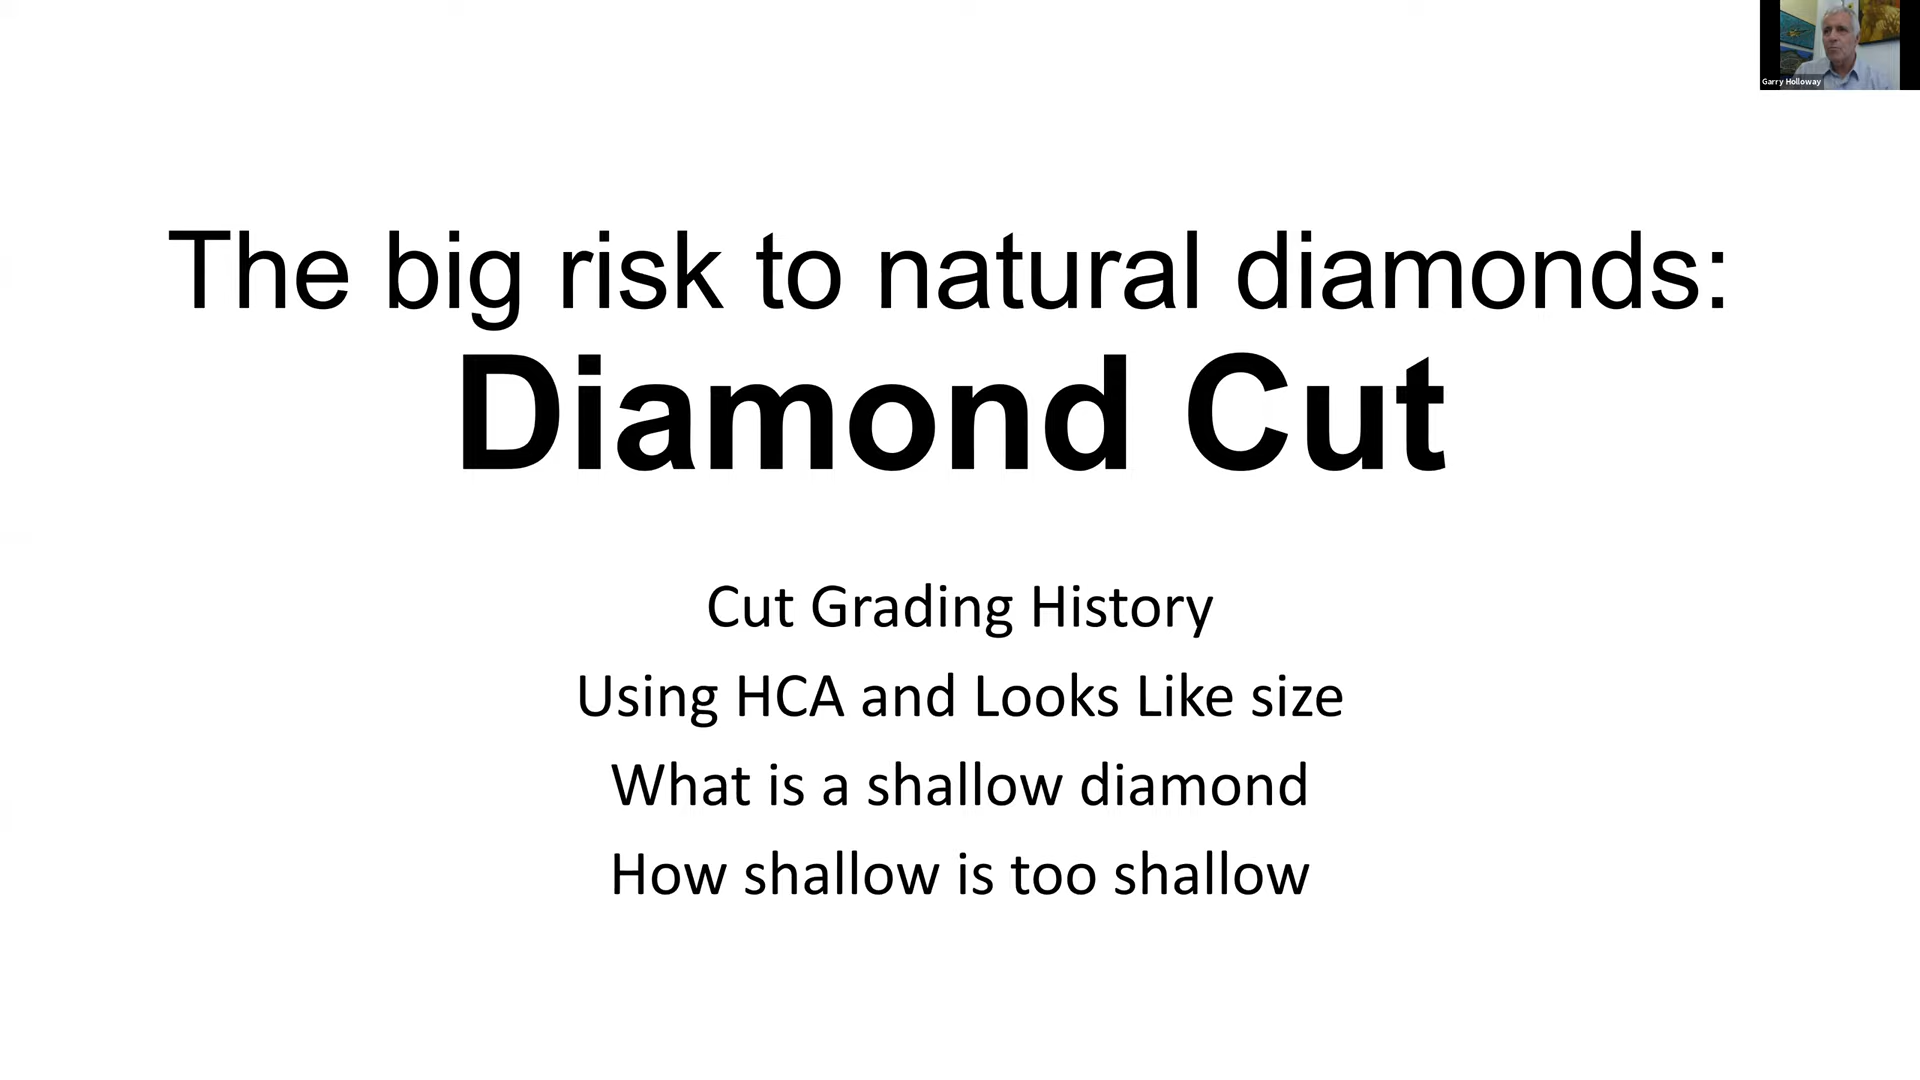 Garry Holloway
The big risk to natural diamonds:
Diamond Cut
Cut Grading History
Using HCA and Looks Like size
What is a shallow diamond
How shallow is too shallow